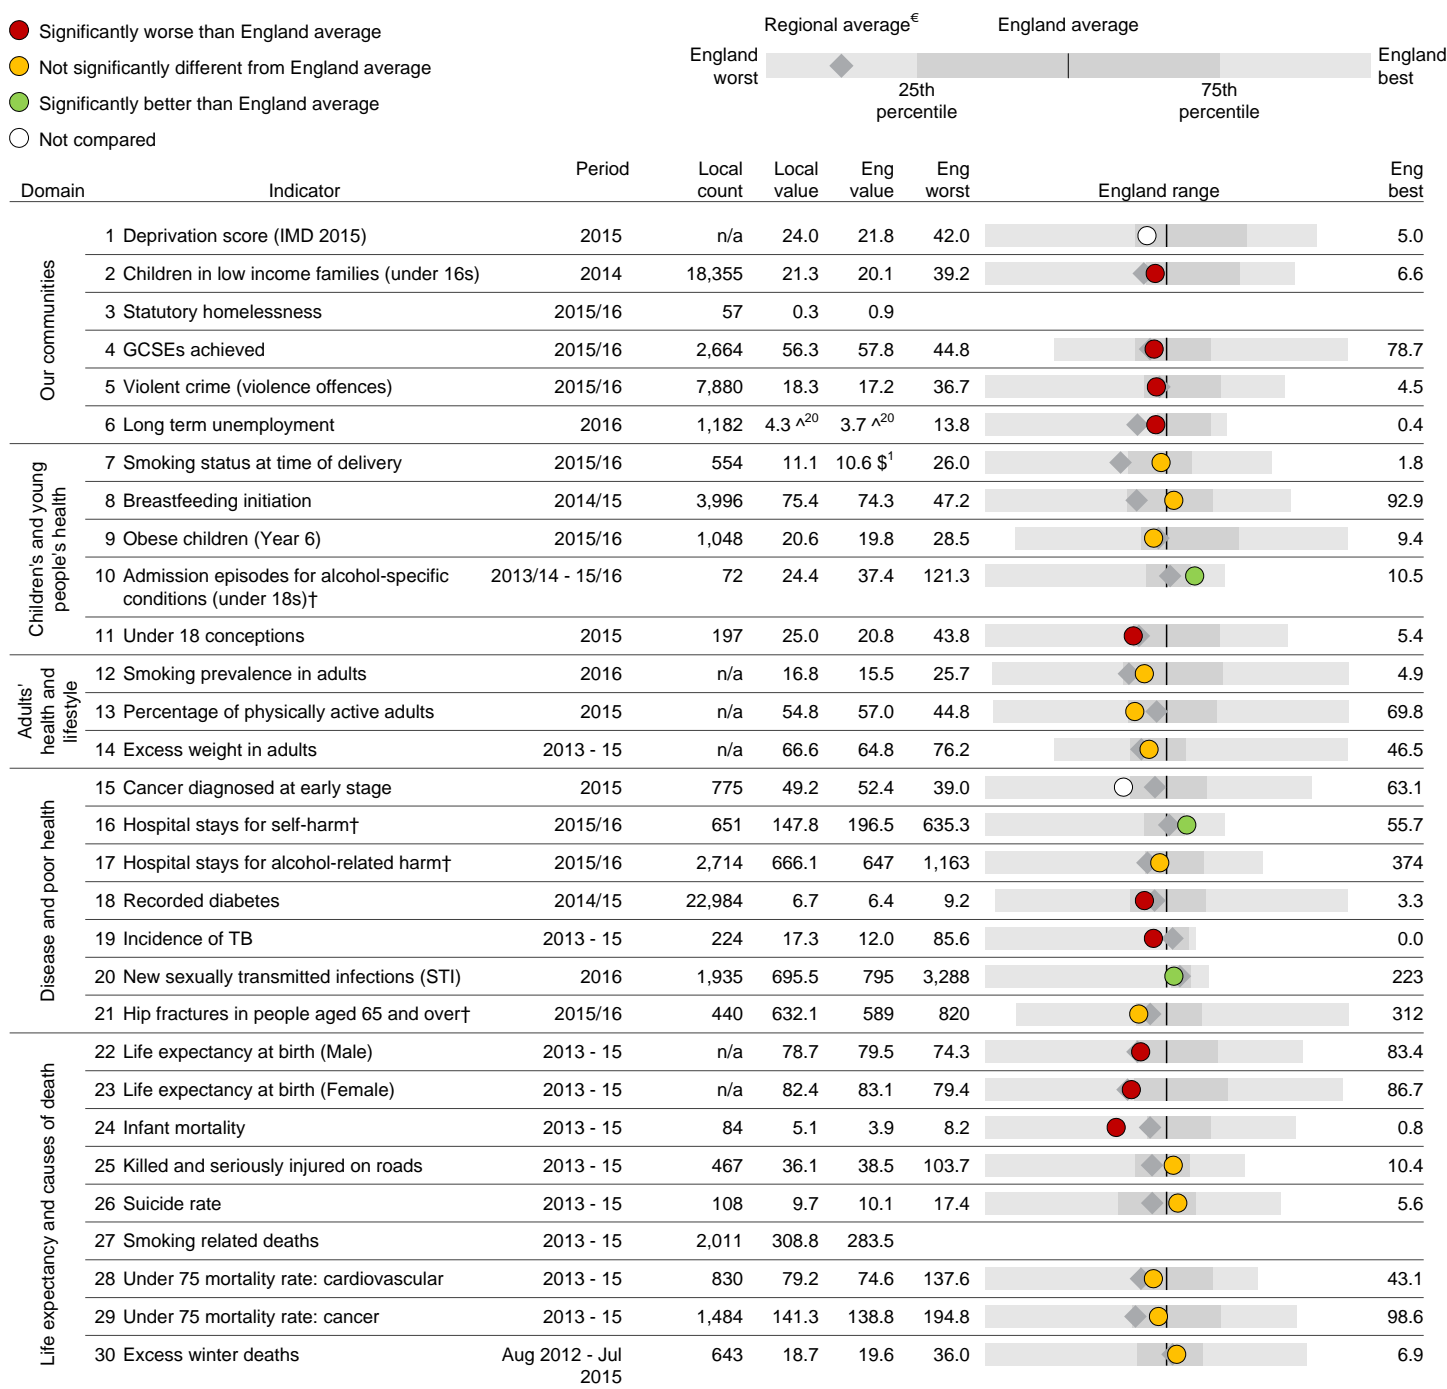 Significantly worse than England average
Not significantly different from England average
Significantly better than England average
Not compared
Regional average€ England average
England worst
England best
25th percentile
75th percentile
Domain Indicator Period Local count Local value Eng value Eng worst England range Eng best
Our communities
1 Deprivation score (IMD 2015) 2015 n/a 24.0 21.8 42.0 5.0
2 Children in low income families (under 16s) 2014 18,355 21.3 20.1 39.2 6.6
3 Statutory homelessness 2015/16 57 0.3 0.9
4 GCSEs achieved 2015/16 2,664 56.3 57.8 44.8 78.7
5 Violent crime (violence offences) 2015/16 7,880 18.3 17.2 36.7 4.5
6 Long term unemployment 2016 1,182 4.3 ^20 3.7 ^20 13.8 0.4
Children's and young people's health
7 Smoking status at time of delivery 2015/16 554 11.1 10.6 $1 26.0 1.8
8 Breastfeeding initiation 2014/15 3,996 75.4 74.3 47.2 92.9
9 Obese children (Year 6) 2015/16 1,048 20.6 19.8 28.5 9.4
10 Admission episodes for alcohol-specific conditions (under 18s)† 2013/14 - 15/16 72 24.4 37.4 121.3 10.5
11 Under 18 conceptions 2015 197 25.0 20.8 43.8 5.4
Adults' health and lifestyle
12 Smoking prevalence in adults 2016 n/a 16.8 15.5 25.7 4.9
13 Percentage of physically active adults 2015 n/a 54.8 57.0 44.8 69.8
14 Excess weight in adults 2013 - 15 n/a 66.6 64.8 76.2 46.5
Disease and poor health
15 Cancer diagnosed at early stage 2015 775 49.2 52.4 39.0 63.1
16 Hospital stays for self-harm† 2015/16 651 147.8 196.5 635.3 55.7
17 Hospital stays for alcohol-related harm† 2015/16 2,714 666.1 647 1,163 374
18 Recorded diabetes 2014/15 22,984 6.7 6.4 9.2 3.3
19 Incidence of TB 2013 - 15 224 17.3 12.0 85.6 0.0
20 New sexually transmitted infections (STI) 2016 1,935 695.5 795 3,288 223
21 Hip fractures in people aged 65 and over† 2015/16 440 632.1 589 820 312
Life expectancy and causes of death
22 Life expectancy at birth (Male) 2013 - 15 n/a 78.7 79.5 74.3 83.4
23 Life expectancy at birth (Female) 2013 - 15 n/a 82.4 83.1 79.4 86.7
24 Infant mortality 2013 - 15 84 5.1 3.9 8.2 0.8
25 Killed and seriously injured on roads 2013 - 15 467 36.1 38.5 103.7 10.4
26 Suicide rate 2013 - 15 108 9.7 10.1 17.4 5.6
27 Smoking related deaths 2013 - 15 2,011 308.8 283.5
28 Under 75 mortality rate: cardiovascular 2013 - 15 830 79.2 74.6 137.6 43.1
29 Under 75 mortality rate: cancer 2013 - 15 1,484 141.3 138.8 194.8 98.6
30 Excess winter deaths Aug 2012 - Jul 2015 643 18.7 19.6 36.0 6.9